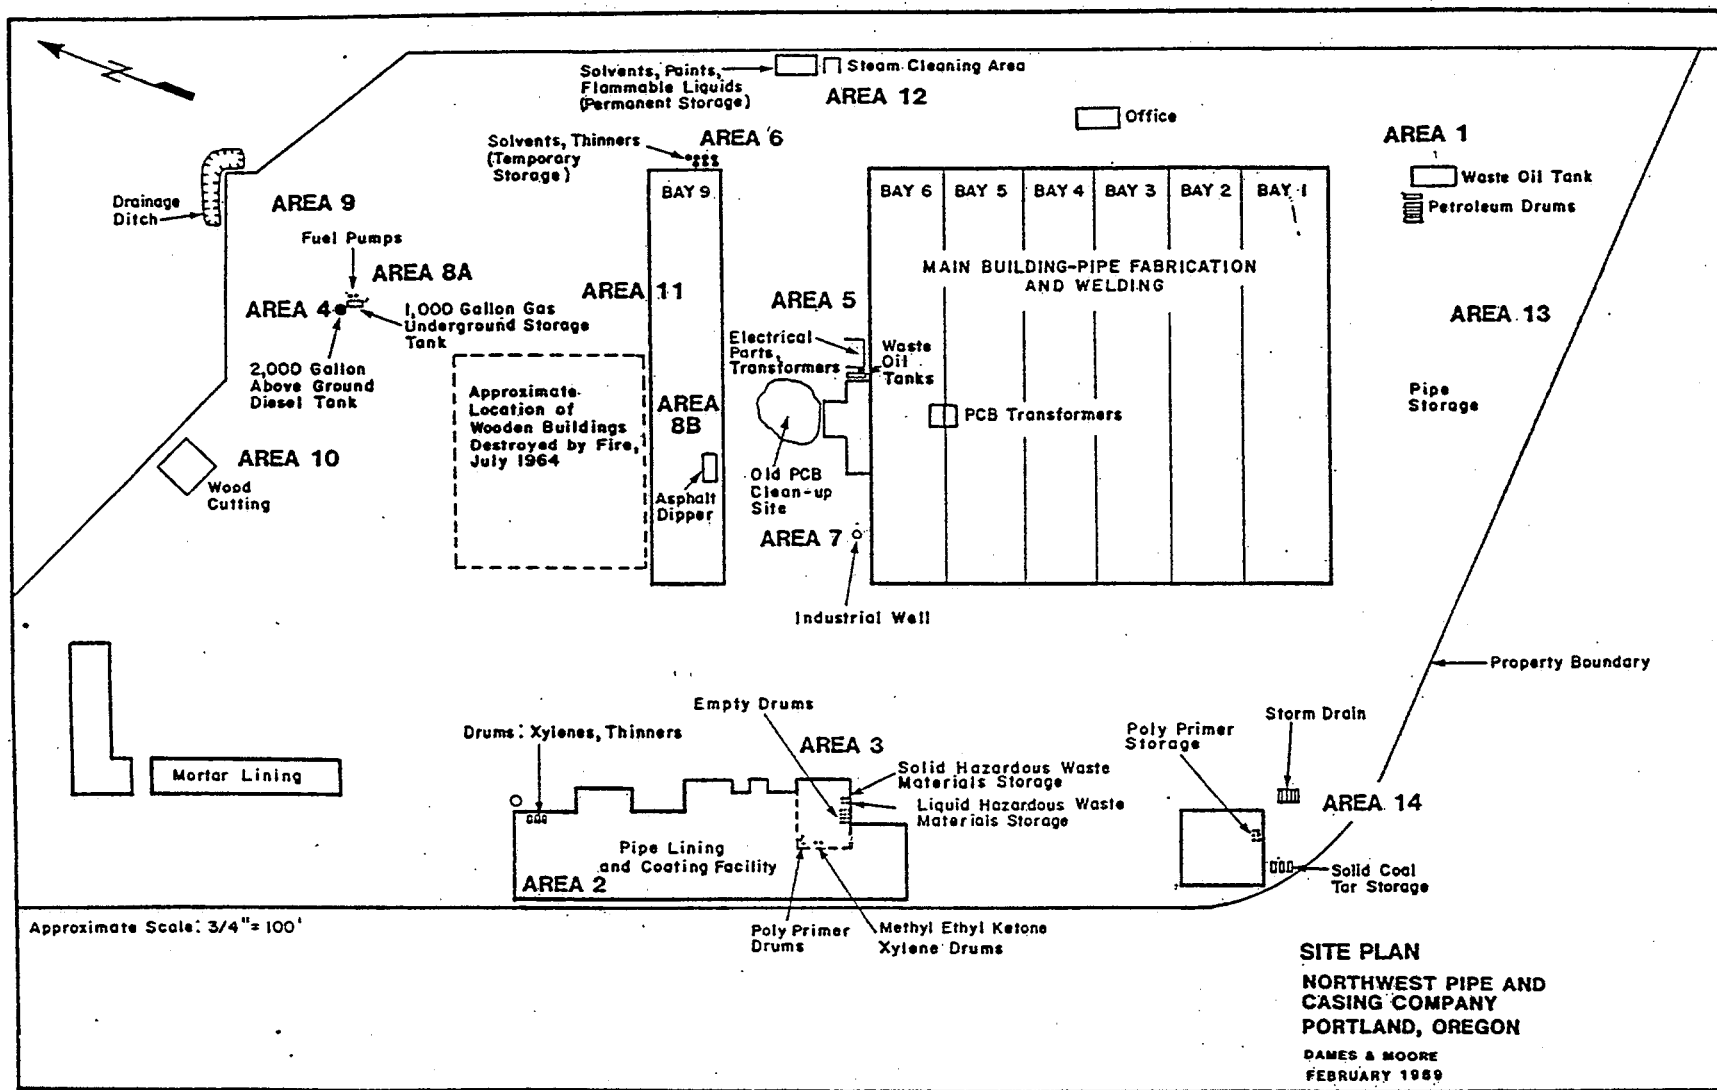 N
Solvents, Paints,
Flammable Liquids
(Permanent Storage)
Steam Cleaning Area
AREA 12
Office
AREA 6
Solvents, Thinners
(Temporary
Storage)
AREA 1
Waste Oil Tank
Petroleum Drums
Drainage
Ditch
AREA 9
Fuel Pumps
AREA 8A
AREA 4
1,000 Gallon Gas
Underground Storage
Tank
2,000 Gallon
Above Ground
Diesel Tank
AREA 10
Wood
Cutting
BAY 9
AREA 11
Approximate
Location of
Wooden Buildings
Destroyed by Fire,
July 1964
AREA
8B
Asphalt
Dipper
AREA 5
Electrical
Parts,
Transformers
Waste
Oil
Tanks
Old PCB
Clean-up
Site
AREA 7
Industrial Well
BAY 6
BAY 5
BAY 4
BAY 3
BAY 2
BAY 1
MAIN BUILDING-PIPE FABRICATION
AND WELDING
PCB Transformers
AREA 13
Pipe
Storage
Property Boundary
Mortar Lining
Drums: Xylenes, Thinners
Empty Drums
AREA 3
Solid Hazardous Waste
Materials Storage
Liquid Hazardous Waste
Materials Storage
Pipe Lining
and Coating Facility
AREA 2
Poly Primer
Drums
Methyl Ethyl Ketone
Xylene Drums
Poly Primer
Storage
Storm Drain
AREA 14
Solid Coal
Tar Storage
Approximate Scale: 3/4"= 100'
SITE PLAN
NORTHWEST PIPE AND
CASING COMPANY
PORTLAND, OREGON
DAMES & MOORE
FEBRUARY 1989